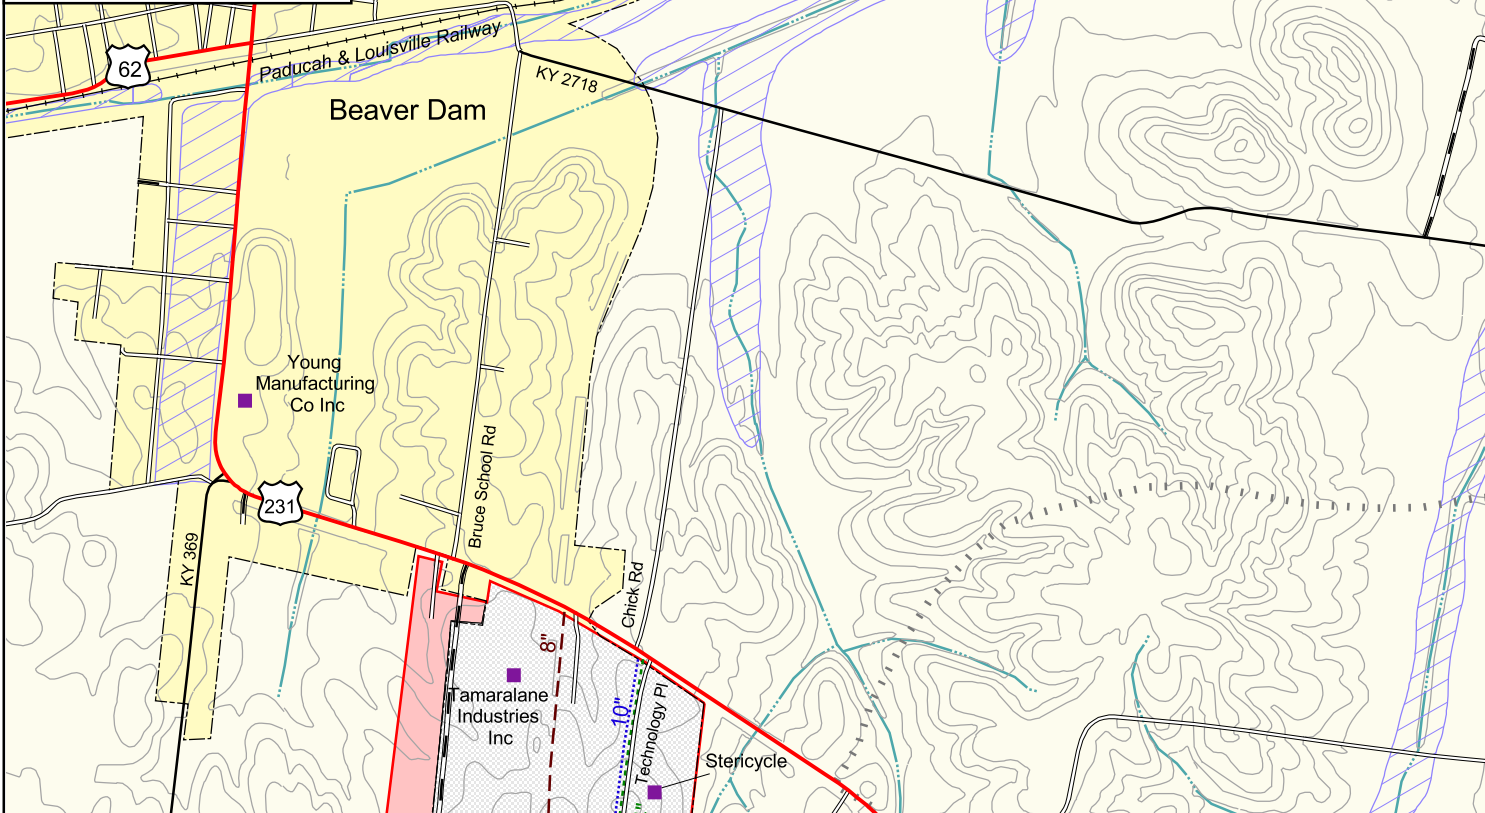 Paducah & Louisville Railway
62
KY 2718
Beaver Dam
Young
Manufacturing
Co Inc
Bruce School Rd
231
KY 369
Chick Rd
8"
Tamaralane
Industries
Inc
10"
Technology Pl
Stericycle
"